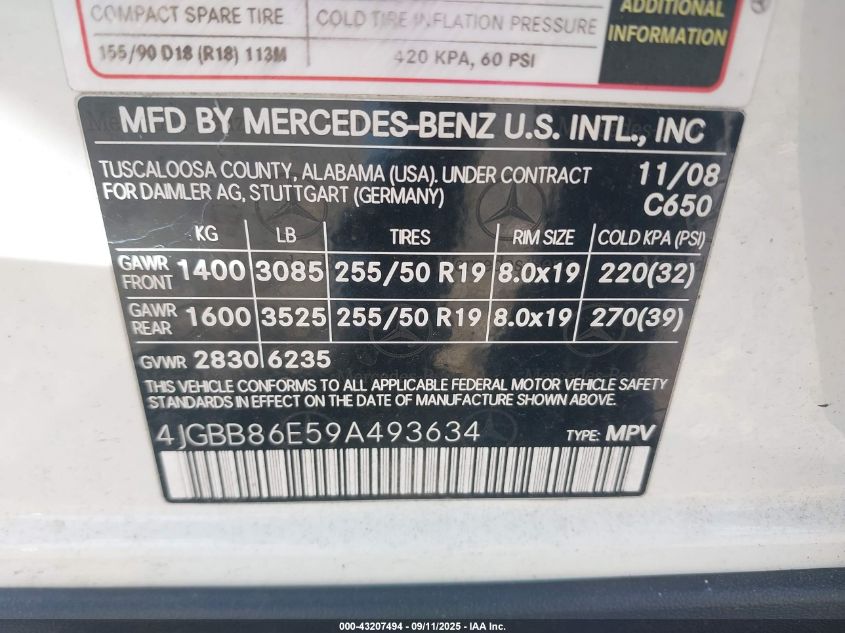 COMPACT SPARE TIRE COLD TIRE INFLATION PRESSURE ADDITIONAL INFORMATION
155/90 D18 (R18) 113M 420 KPA, 60 PSI
MFD BY MERCEDES-BENZ U.S. INTL., INC
TUSCALOOSA COUNTY, ALABAMA (USA). UNDER CONTRACT 11/08
FOR DAIMLER AG, STUTTGART (GERMANY) C650
KG LB TIRES RIM SIZE COLD KPA (PSI)
GAWR FRONT 1400 3085 255/50 R19 8.0x19 220(32)
GAWR REAR 1600 3525 255/50 R19 8.0x19 270(39)
GVWR 2830 6235
THIS VEHICLE CONFORMS TO ALL APPLICABLE FEDERAL MOTOR VEHICLE SAFETY
STANDARDS IN EFFECT ON THE DATE OF MANUFACTURE SHOWN ABOVE.
4JGBB86E59A493634 TYPE: MPV
000-43207494 - 09/11/2025 - IAA Inc.